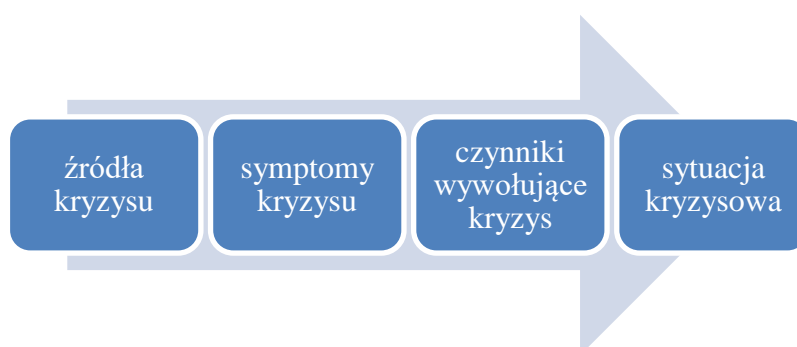 źródła
kryzysu
symptomy
kryzysu
czynniki
wywołujące
kryzys
sytuacja
kryzysowa